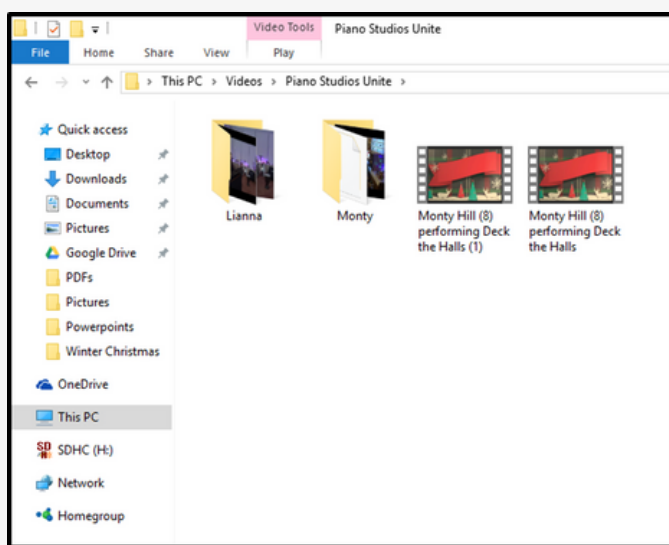 Video Tools
Piano Studios Unite
File
Home
Share
View
Play
This PC
Videos
Piano Studios Unite
Quick access
Desktop
Downloads
Documents
Pictures
Google Drive
PDFs
Pictures
Powerpoints
Winter Christmas
OneDrive
This PC
SDHC (H:)
Network
Homegroup
Lianna
Monty
Monty Hill (8)
performing Deck
the Halls (1)
Monty Hill (8)
performing Deck
the Halls